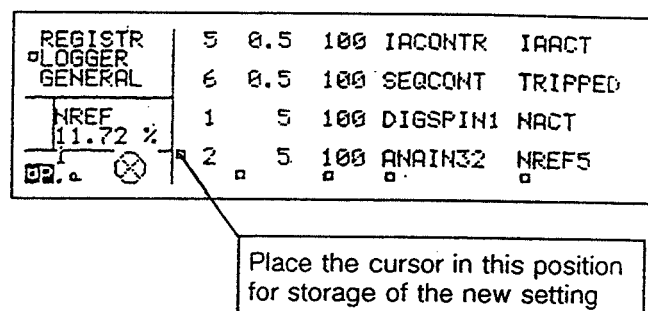 REGISTR
LOGGER
GENERAL
NREF
11.72 %
1
OP.
5 0.5 100 IACONTR IAACT
6 0.5 100 SEQCONT TRIPPED
1 5 100 DIGSPIN1 NACT
2 5 100 ANAIN32 NREF5
Place the cursor in this position
for storage of the new setting